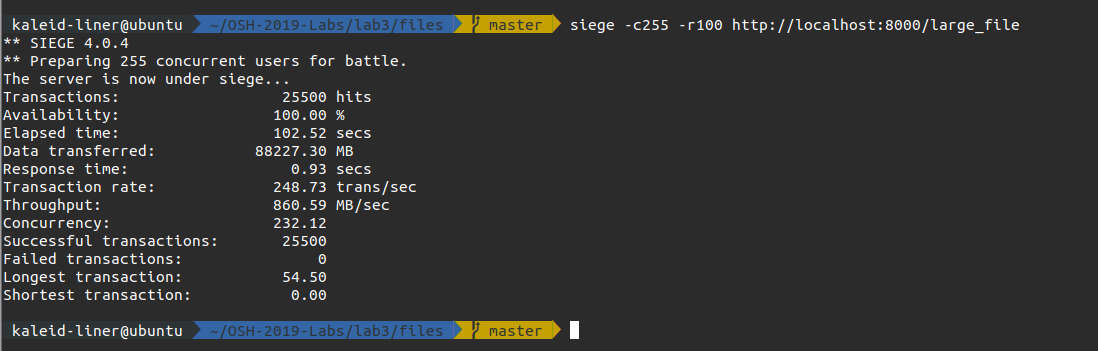 kaleid-liner@ubuntu ~/OSH-2019-Labs/lab3/files master siege -c255 -r100 http://localhost:8000/large_file
** SIEGE 4.0.4
** Preparing 255 concurrent users for battle.
The server is now under siege...
Transactions: 25500 hits
Availability: 100.00 %
Elapsed time: 102.52 secs
Data transferred: 88227.30 MB
Response time: 0.93 secs
Transaction rate: 248.73 trans/sec
Throughput: 860.59 MB/sec
Concurrency: 232.12
Successful transactions: 25500
Failed transactions: 0
Longest transaction: 54.50
Shortest transaction: 0.00
kaleid-liner@ubuntu ~/OSH-2019-Labs/lab3/files master